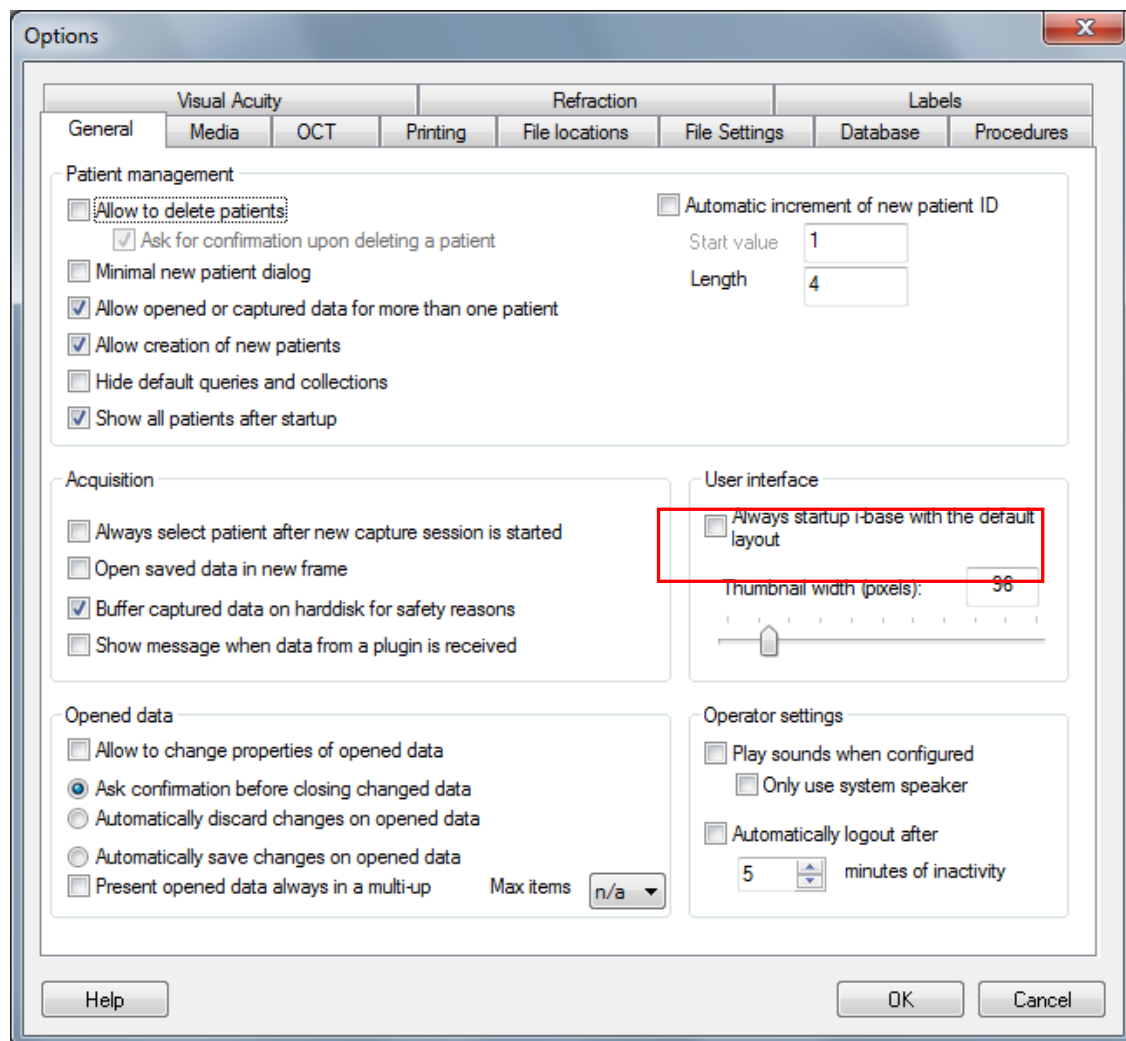 Options
Visual Acuity Refraction Labels
General Media OCT Printing File locations File Settings Database Procedures
Patient management
Allow to delete patients
Ask for confirmation upon deleting a patient
Minimal new patient dialog
Allow opened or captured data for more than one patient
Allow creation of new patients
Hide default queries and collections
Show all patients after startup
Automatic increment of new patient ID
Start value 1
Length 4
Acquisition
Always select patient after new capture session is started
Open saved data in new frame
Buffer captured data on harddisk for safety reasons
Show message when data from a plugin is received
User interface
Always startup i-base with the default
layout
Thumbnail width (pixels): 96
Opened data
Allow to change properties of opened data
Ask confirmation before closing changed data
Automatically discard changes on opened data
Automatically save changes on opened data
Present opened data always in a multi-up Max items n/a
Operator settings
Play sounds when configured
Only use system speaker
Automatically logout after
5 minutes of inactivity
Help OK Cancel